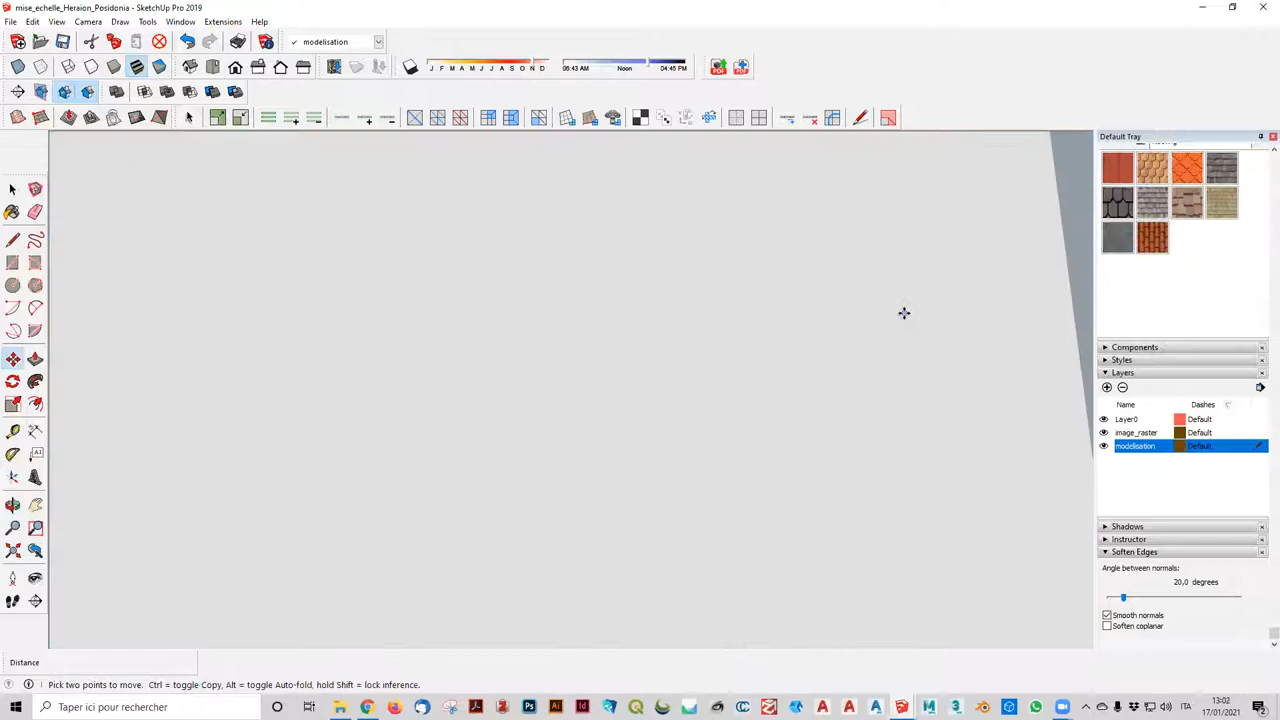 mise_echelle_Heraion_Posidonia - SketchUp Pro 2019
File Edit View Camera Draw Tools Window Extensions Help
modelisation
J F M A M J J A S O N D
06:43 AM Noon 04:45 PM
PDF PDF
Default Tray
Components
Styles
Layers
Name Dashes
Layer0 Default
image_raster Default
modelisation Default
Shadows
Instructor
Soften Edges
Angle between normals:
20,0 degrees
Smooth normals
Soften coplanar
Distance
Pick two points to move. Ctrl = toggle Copy, Alt = toggle Auto-fold, hold Shift = lock inference.
Taper ici pour rechercher
ITA
13:02
17/01/2021